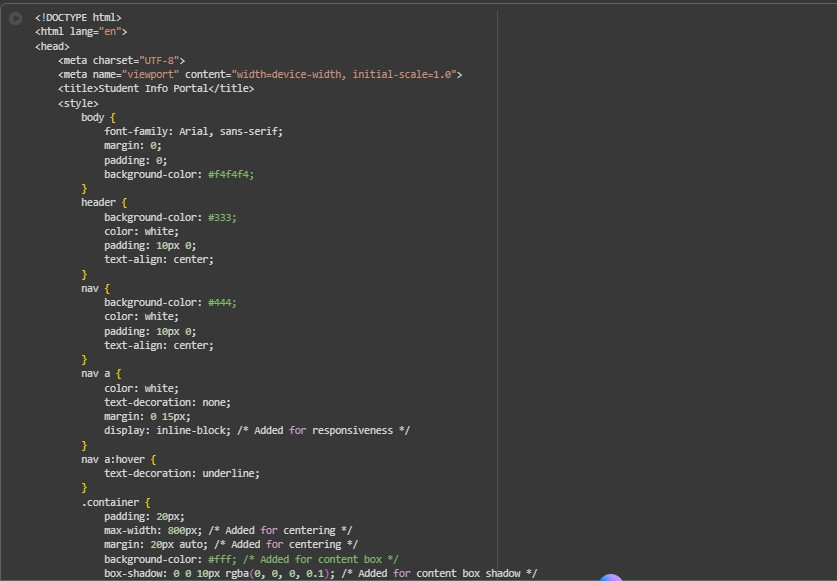 <!DOCTYPE html>
<html lang="en">
<head>
    <meta charset="UTF-8">
    <meta name="viewport" content="width=device-width, initial-scale=1.0">
    <title>Student Info Portal</title>
    <style>
        body {
            font-family: Arial, sans-serif;
            margin: 0;
            padding: 0;
            background-color: #f4f4f4;
        }
        header {
            background-color: #333;
            color: white;
            padding: 10px 0;
            text-align: center;
        }
        nav {
            background-color: #444;
            color: white;
            padding: 10px 0;
            text-align: center;
        }
        nav a {
            color: white;
            text-decoration: none;
            margin: 0 15px;
            display: inline-block; /* Added for responsiveness */
        }
        nav a:hover {
            text-decoration: underline;
        }
        .container {
            padding: 20px;
            max-width: 800px; /* Added for centering */
            margin: 20px auto; /* Added for centering */
            background-color: #fff; /* Added for content box */
            box-shadow: 0 0 10px rgba(0, 0, 0, 0.1); /* Added for content box shadow */